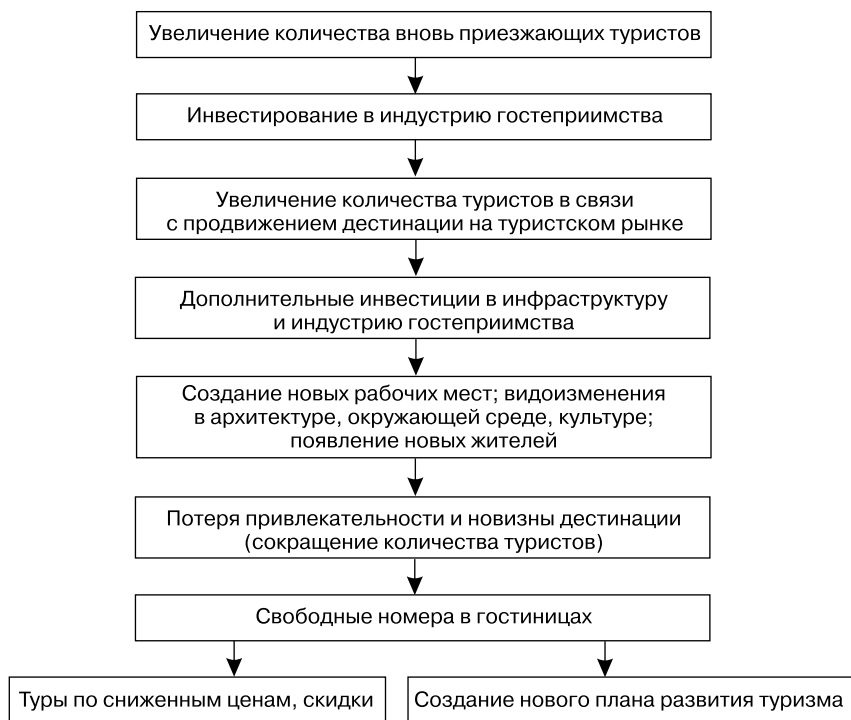 Увеличение количества вновь приезжающих туристов
Инвестирование в индустрию гостеприимства
Увеличение количества туристов в связи
с продвижением дестинации на туристском рынке
Дополнительные инвестиции в инфраструктуру
и индустрию гостеприимства
Создание новых рабочих мест; видоизменения
в архитектуре, окружающей среде, культуре;
появление новых жителей
Потеря привлекательности и новизны дестинации
(сокращение количества туристов)
Свободные номера в гостиницах
Туры по сниженным ценам, скидки
Создание нового плана развития туризма